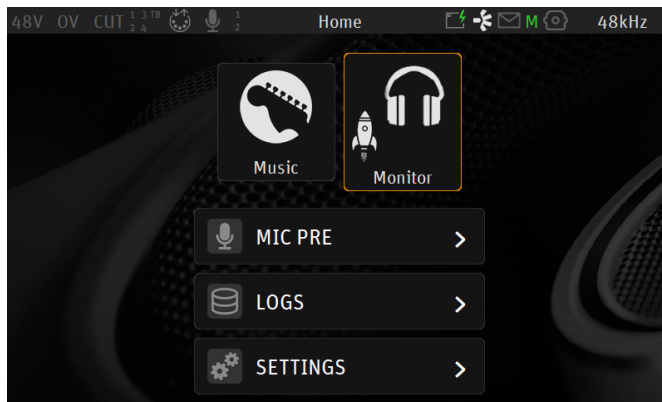 48V OV CUT 1 3 TB 2 4 1 2 Home M 48kHz
Music
Monitor
MIC PRE
LOGS
SETTINGS